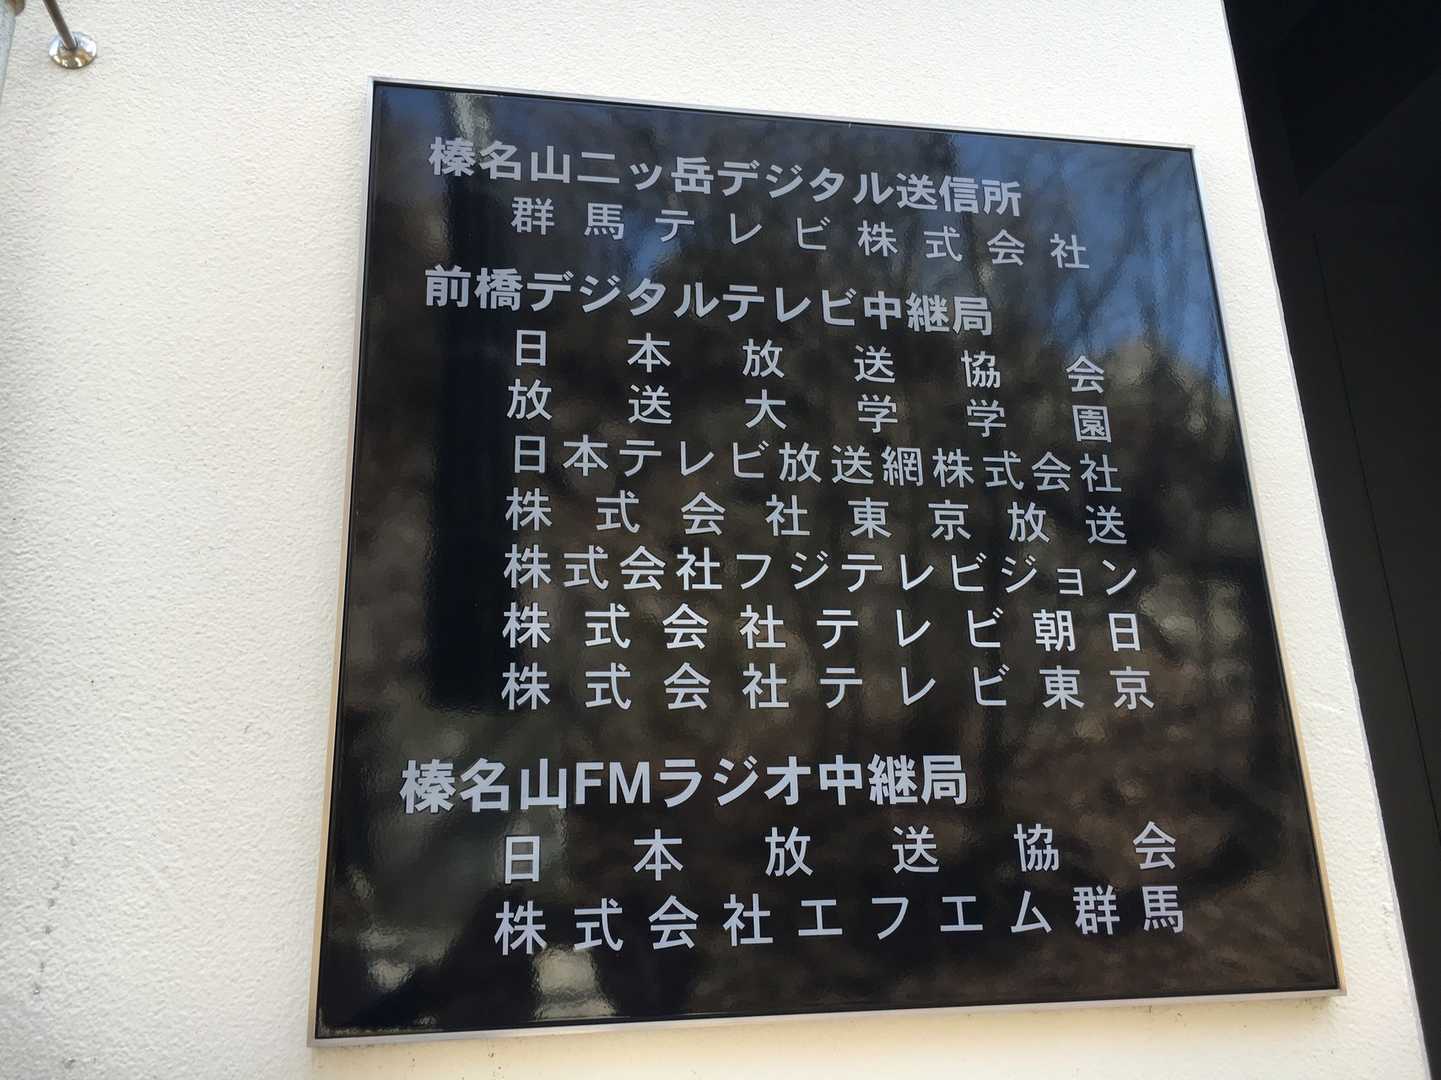 榛名山二ッ岳デジタル送信所
群馬テレビ株式会社
前橋デジタルテレビ中継局
日本放送協会
放送大学学園
日本テレビ放送網株式会社
株式会社東京放送
株式会社フジテレビジョン
株式会社テレビ朝日
株式会社テレビ東京
榛名山FMラジオ中継局
日本放送協会
株式会社エフエム群馬